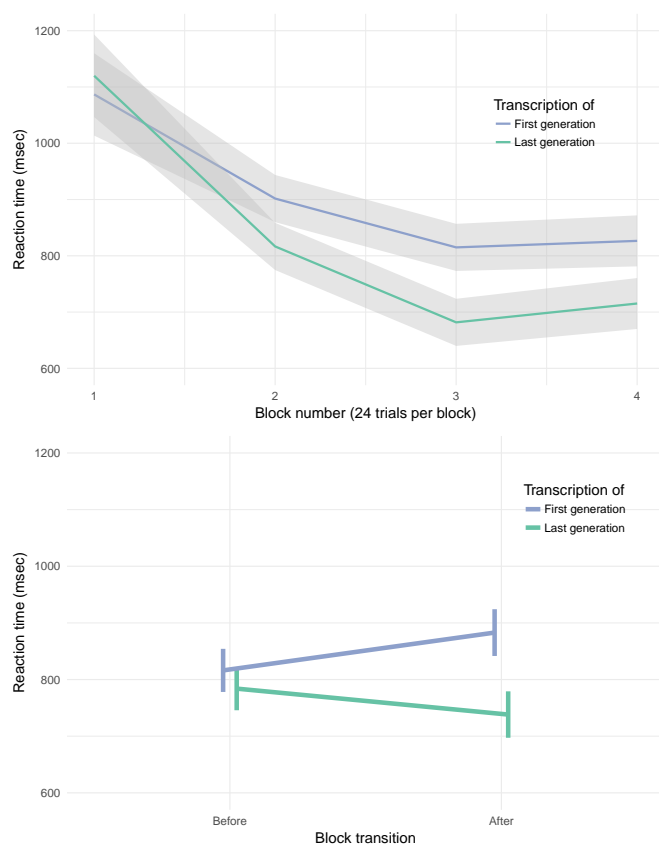 1200
1000
800
600
Reaction time (msec)
Transcription of
First generation
Last generation
1 2 3 4
Block number (24 trials per block)
1200
1000
800
600
Reaction time (msec)
Transcription of
First generation
Last generation
Before After
Block transition